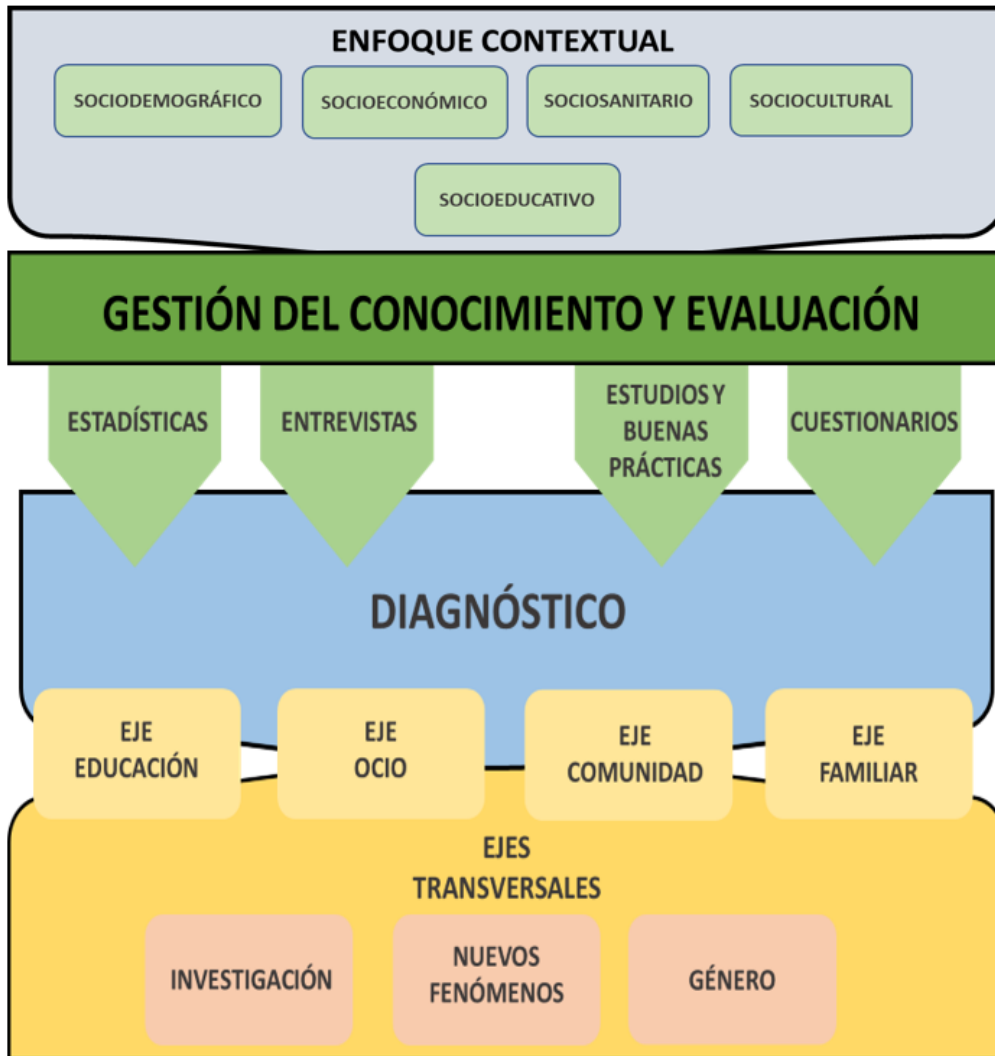 ENFOQUE CONTEXTUAL
SOCIODEMOGRÁFICO
SOCIOECONÓMICO
SOCIOSANITARIO
SOCIOCULTURAL
SOCIOEDUCATIVO
GESTIÓN DEL CONOCIMIENTO Y EVALUACIÓN
ESTADÍSTICAS
ENTREVISTAS
ESTUDIOS Y
BUENAS
PRÁCTICAS
CUESTIONARIOS
DIAGNÓSTICO
EJE
EDUCACIÓN
EJE
OCIO
EJE
COMUNIDAD
EJE
FAMILIAR
EJES
TRANSVERSALES
INVESTIGACIÓN
NUEVOS
FENÓMENOS
GÉNERO